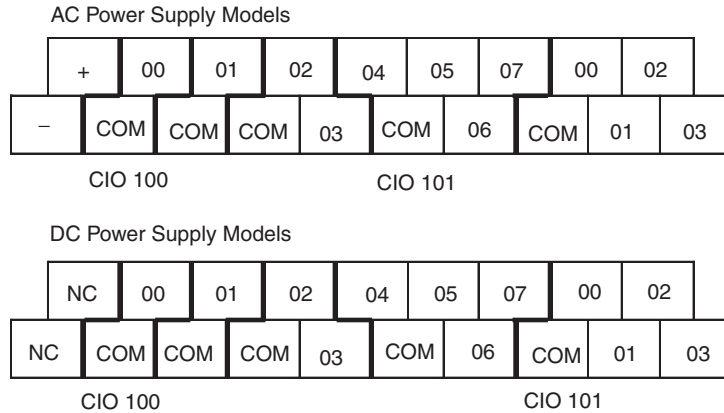 AC Power Supply Models
+ 00 01 02 04 05 07 00 02
− COM COM COM 03 COM 06 COM 01 03
CIO 100 CIO 101
DC Power Supply Models
NC 00 01 02 04 05 07 00 02
NC COM COM COM 03 COM 06 COM 01 03
CIO 100 CIO 101